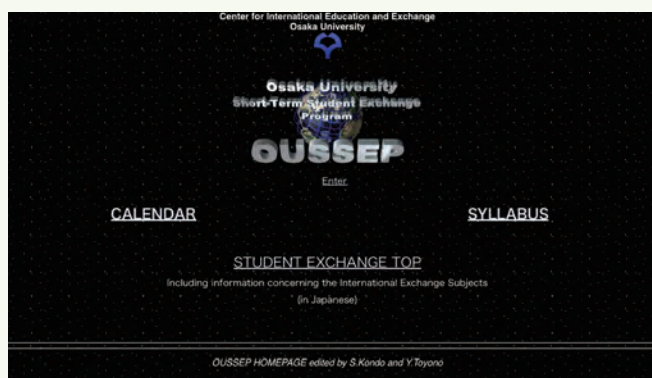 Center for International Education and Exchange
Osaka University
Osaka University
Short-Term Student Exchange
Program
OUSSEP
Enter
CALENDAR
SYLLABUS
STUDENT EXCHANGE TOP
Including information concerning the International Exchange Subjects
(in Japanese)
OUSSEP HOMEPAGE edited by S.Kondo and Y.Toyono